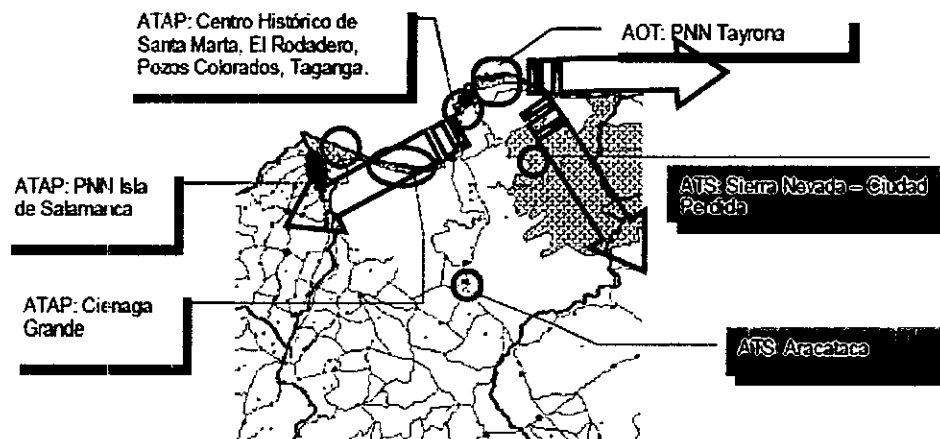 ATAP: Centro Histórico de
Santa Marta, El Rodadero,
Pozos Colorados, Taganga.
AOT: PNN Tayrona
ATAP: PNN Isla
de Salamanca
ATS: Sierra Nevada – Ciudad
Perdida
ATAP: Cienaga
Grande
ATS: Aracataca